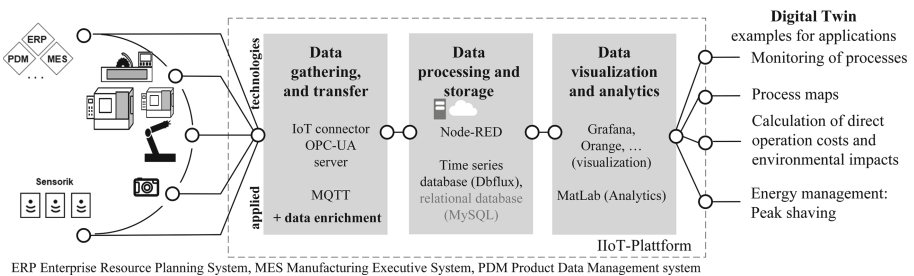 ERP
PDM
MES
...
Sensorik
applied
technologies
Data
gathering,
and transfer
IoT connector
OPC-UA
server
MQTT
+ data enrichment
Data
processing and
storage
Node-RED
Time series
database (Dbflux),
relational database
(MySQL)
Data
visualization
and analytics
Grafana,
Orange, …
(visualization)
MatLab (Analytics)
IIoT-Plattform
Digital Twin
examples for applications
Monitoring of processes
Process maps
Calculation of direct
operation costs and
environmental impacts
Energy management:
Peak shaving
ERP Enterprise Resource Planning System, MES Manufacturing Executive System, PDM Product Data Management system